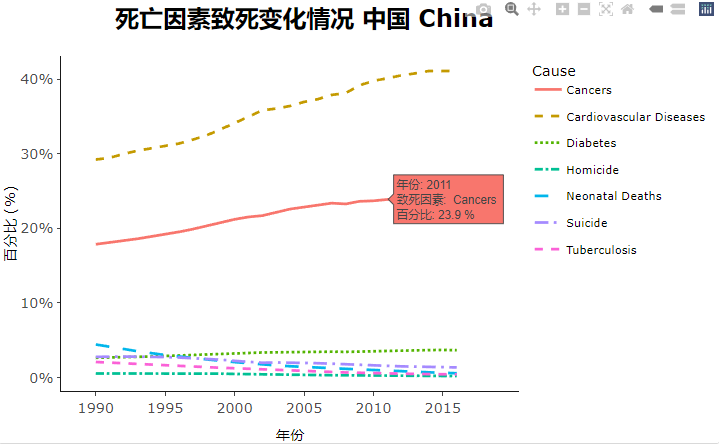 死亡因素致死变化情况 中国 China
Cause
Cancers
Cardiovascular Diseases
Diabetes
Homicide
Neonatal Deaths
Suicide
Tuberculosis
百分比 ( % )
40%
30%
20%
10%
0%
年份: 2011
致死因素: Cancers
百分比: 23.9 %
1990
1995
2000
2005
2010
2015
年份